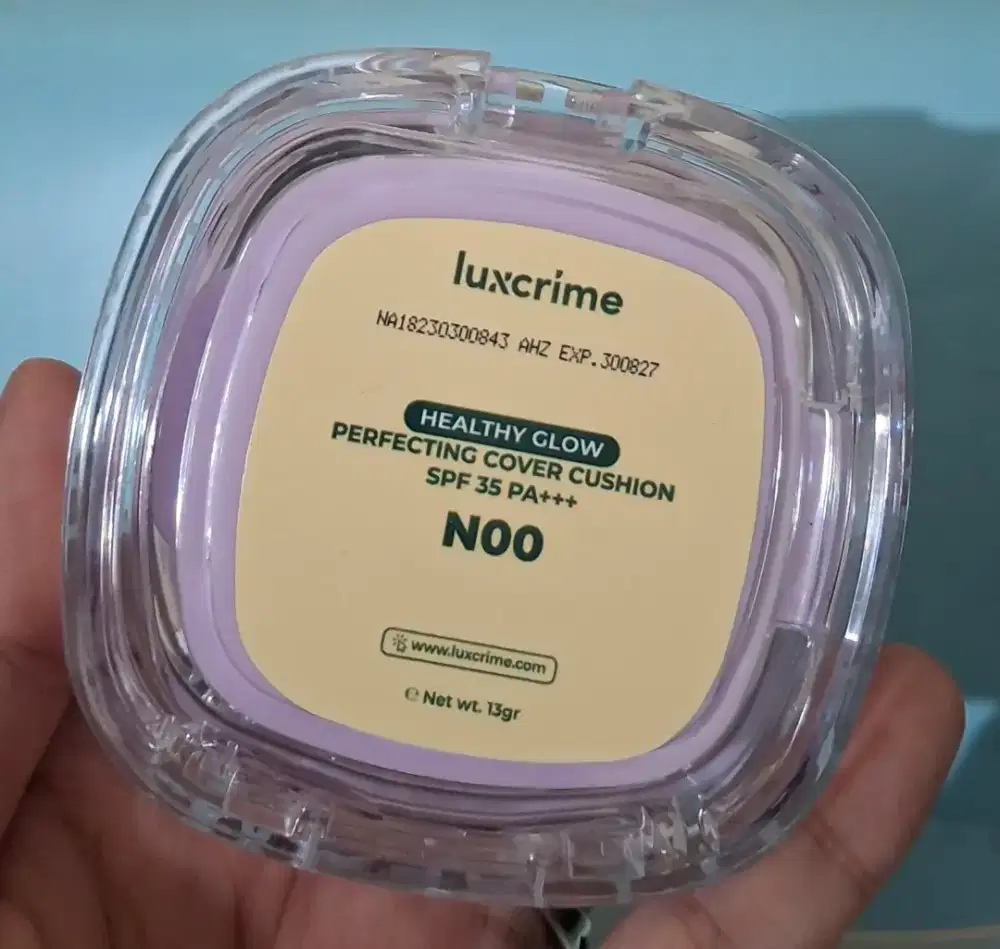 luxcrime
NA18230300843 AHZ EXP.300827
HEALTHY GLOW
PERFECTING COVER CUSHION
SPF 35 PA+++
N00
www.luxcrime.com
℮ Net wt. 13gr